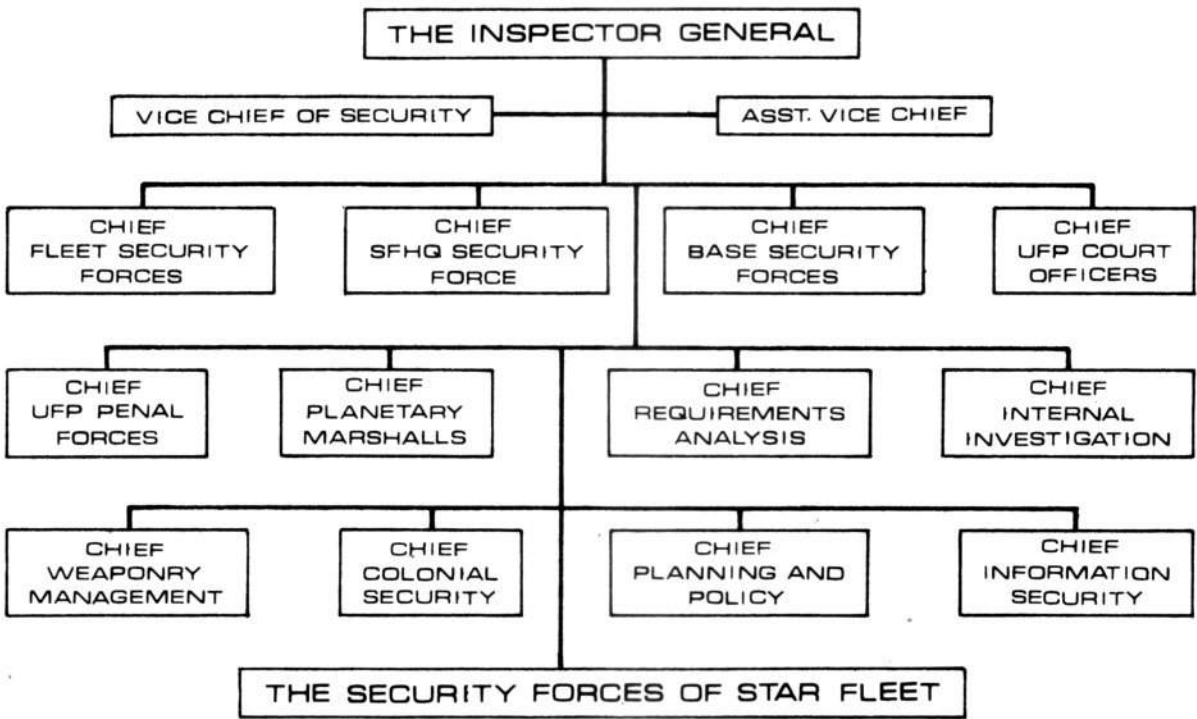 THE INSPECTOR GENERAL
VICE CHIEF OF SECURITY
ASST. VICE CHIEF
CHIEF
FLEET SECURITY
FORCES
CHIEF
SFHQ SECURITY
FORCE
CHIEF
BASE SECURITY
FORCES
CHIEF
UFP COURT
OFFICERS
CHIEF
UFP PENAL
FORCES
CHIEF
PLANETARY
MARSHALLS
CHIEF
REQUIREMENTS
ANALYSIS
CHIEF
INTERNAL
INVESTIGATION
CHIEF
WEAPONRY
MANAGEMENT
CHIEF
COLONIAL
SECURITY
CHIEF
PLANNING AND
POLICY
CHIEF
INFORMATION
SECURITY
THE SECURITY FORCES OF STAR FLEET